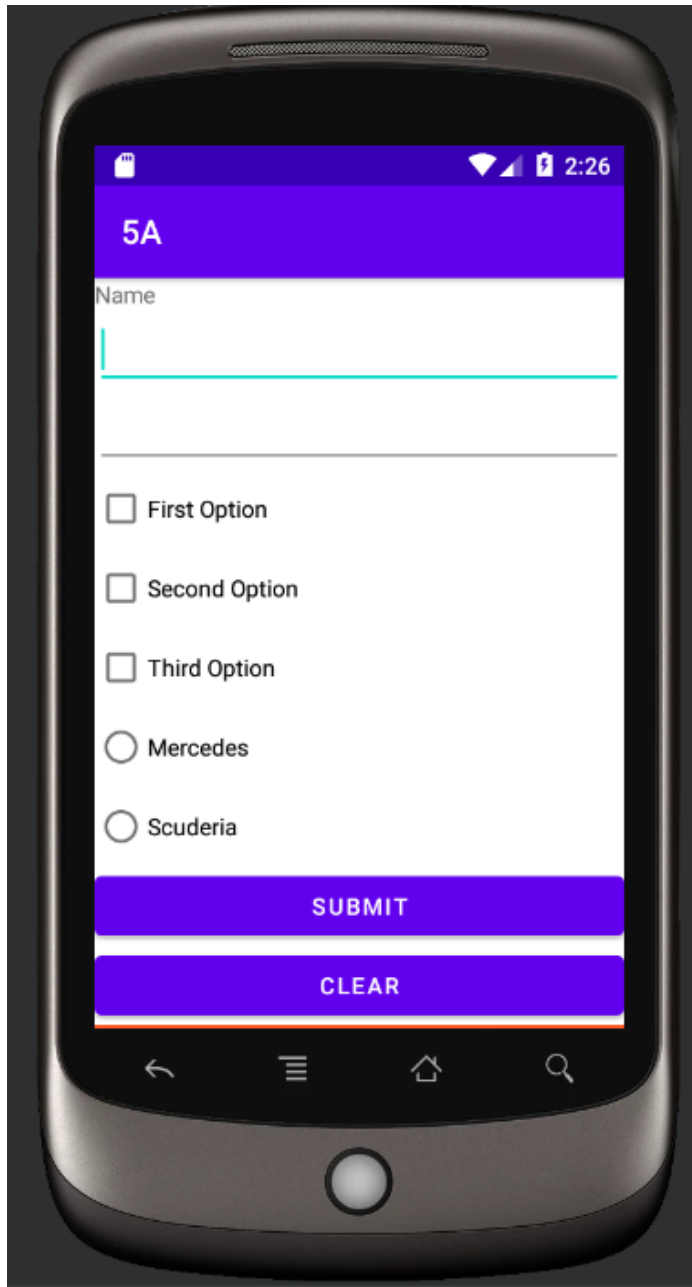 2:26
5A
Name
First Option
Second Option
Third Option
Mercedes
Scuderia
SUBMIT
CLEAR